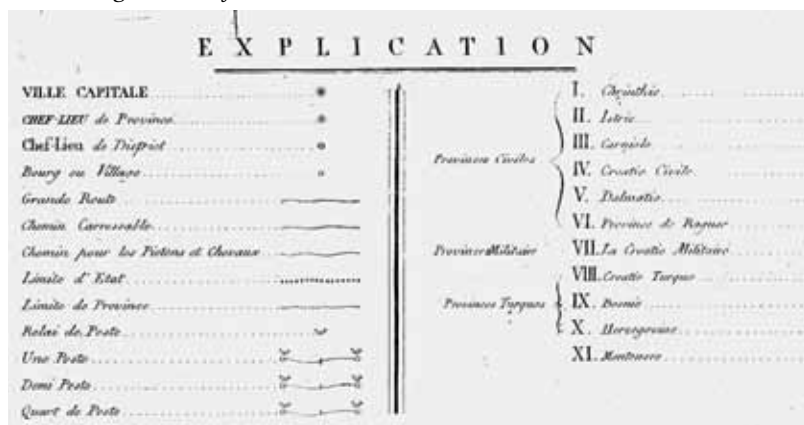 EXPLICATION
VILLE CAPITALE
CHEF-LIEU de Province
Chef-Lieu de District
Bourg ou Village
Grande Route
Chemin Carrossable
Chemin pour les Pietons et Chevaux
Limite d'Etat
Limite de Province
Relai de Poste
Une Poste
Demi Poste
Quart de Poste
Provinces Civiles
I. Carinthie
II. Istrie
III. Carniole
IV. Croatie Civile
V. Dalmatie
VI. Province de Raguse
Province Militaire
VII. La Croatie Militaire
Provinces Turques
VIII. Croatie Turque
IX. Bosnie
X. Herzegovine
XI. Montenero